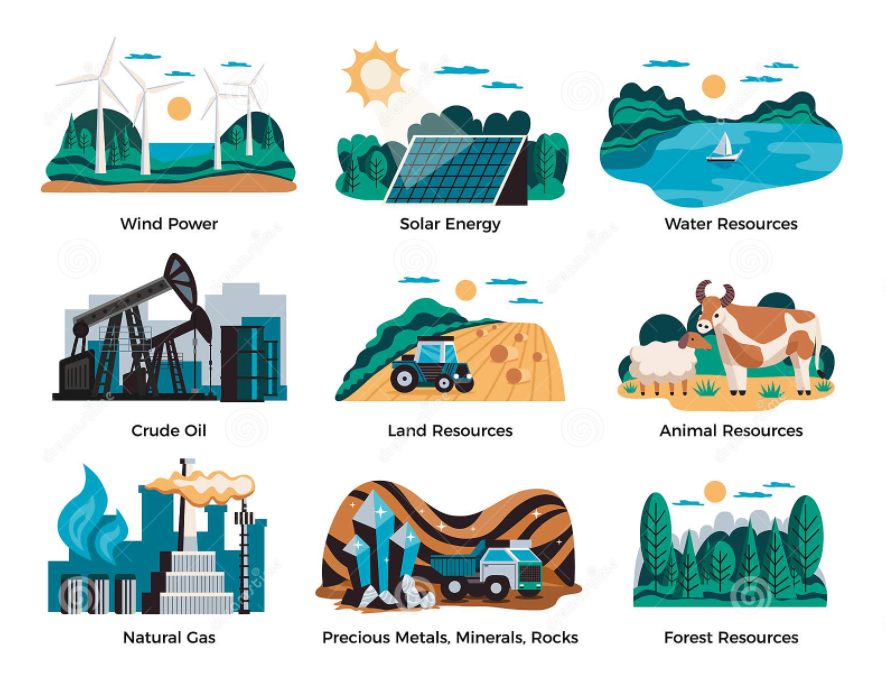 Wind Power
Solar Energy
Water Resources
Crude Oil
Land Resources
Animal Resources
Natural Gas
Precious Metals, Minerals, Rocks
Forest Resources